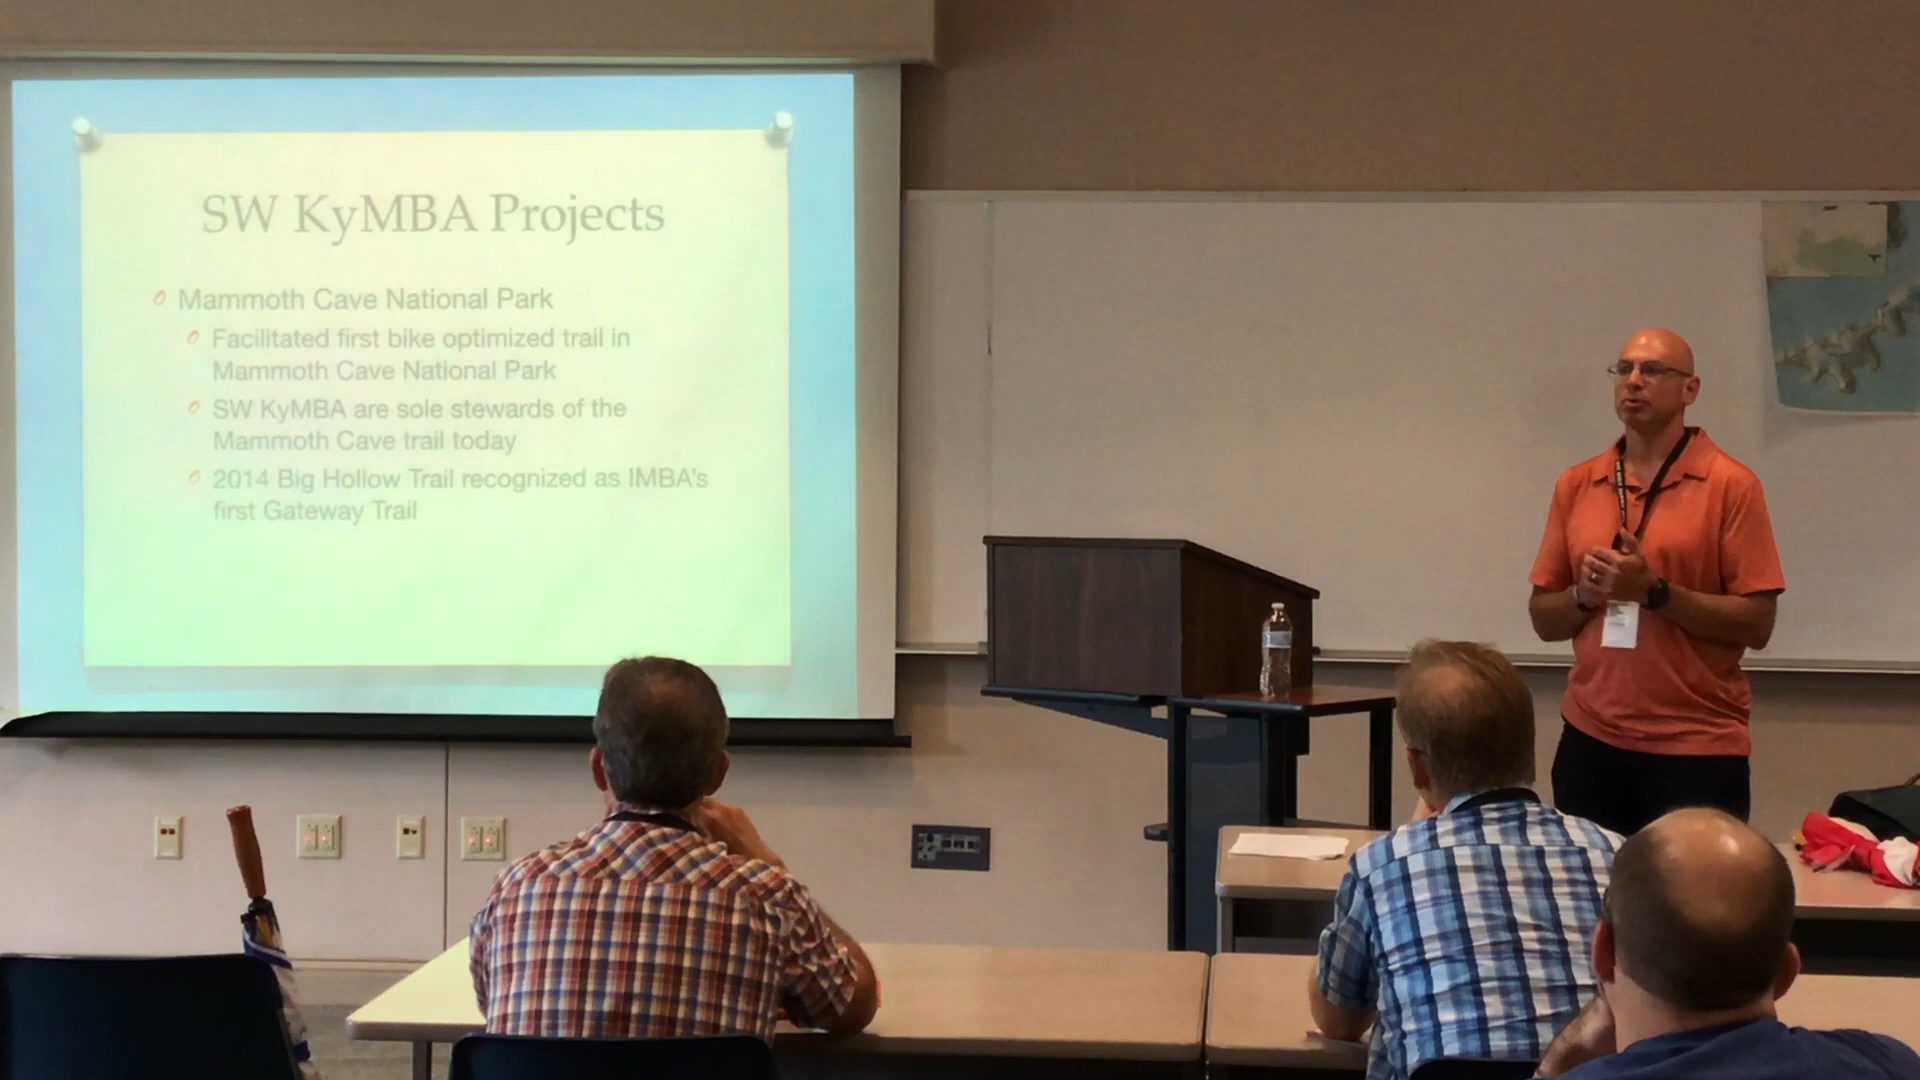 SW KyMBA Projects
Mammoth Cave National Park
Facilitated first bike optimized trail in
Mammoth Cave National Park
SW KyMBA are sole stewards of the
Mammoth Cave trail today
2014 Big Hollow Trail recognized as IMBA's
first Gateway Trail